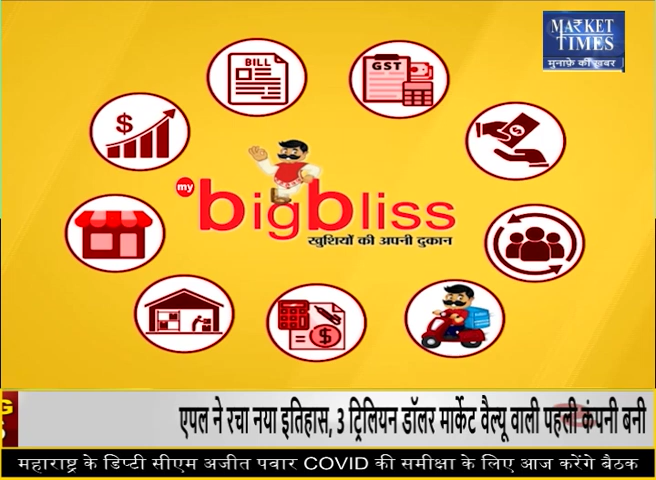 MARKET
TIMES
मुनाफ़े की ख़बर
BILL
GST
$
my
bigbliss
खुशियों की अपनी दुकान
= $
एपल ने रचा नया इतिहास, 3 ट्रिलियन डॉलर मार्केट वैल्यू वाली पहली कंपनी बनी
महाराष्ट्र के डिप्टी सीएम अजीत पवार COVID की समीक्षा के लिए आज करेंगे बैठक